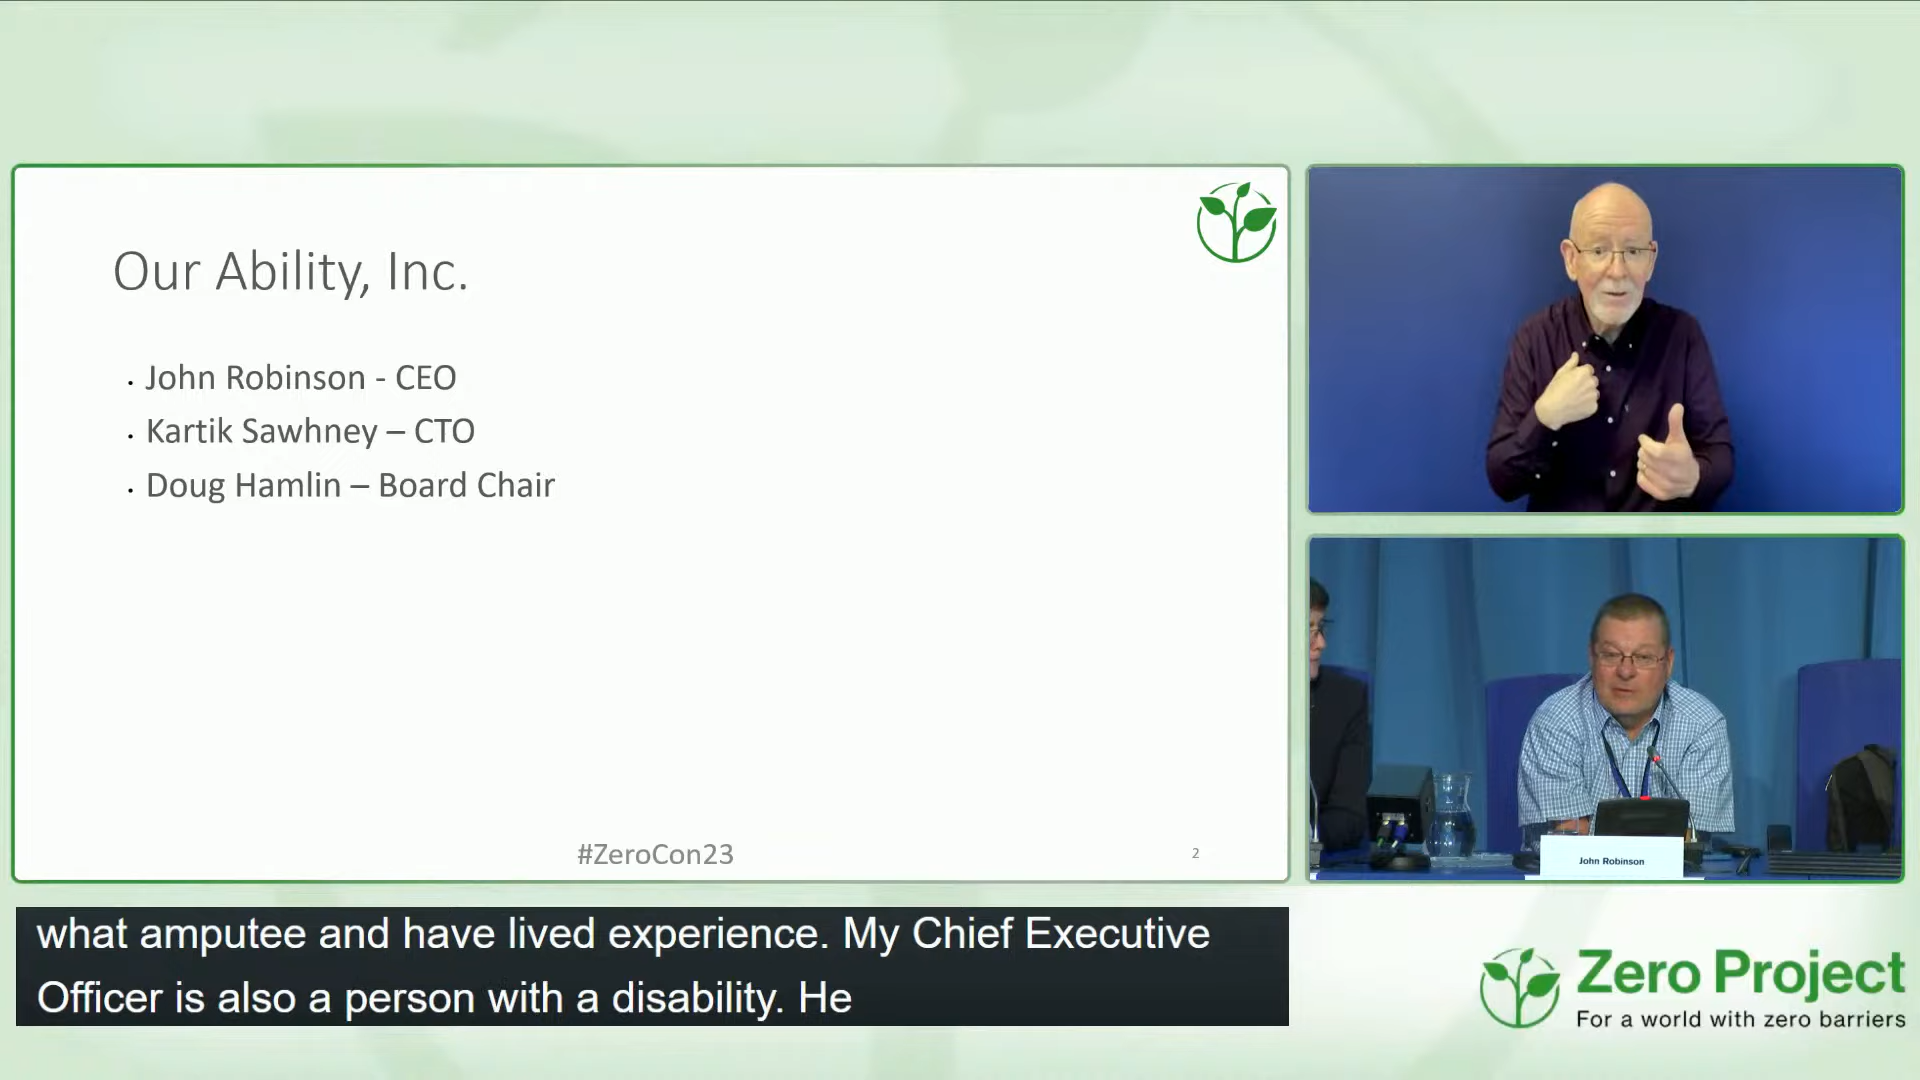 Our Ability, Inc.
• John Robinson - CEO
• Kartik Sawhney – CTO
• Doug Hamlin – Board Chair
#ZeroCon23
2
John Robinson
what amputee and have lived experience. My Chief Executive
Officer is also a person with a disability. He
Zero Project
For a world with zero barriers